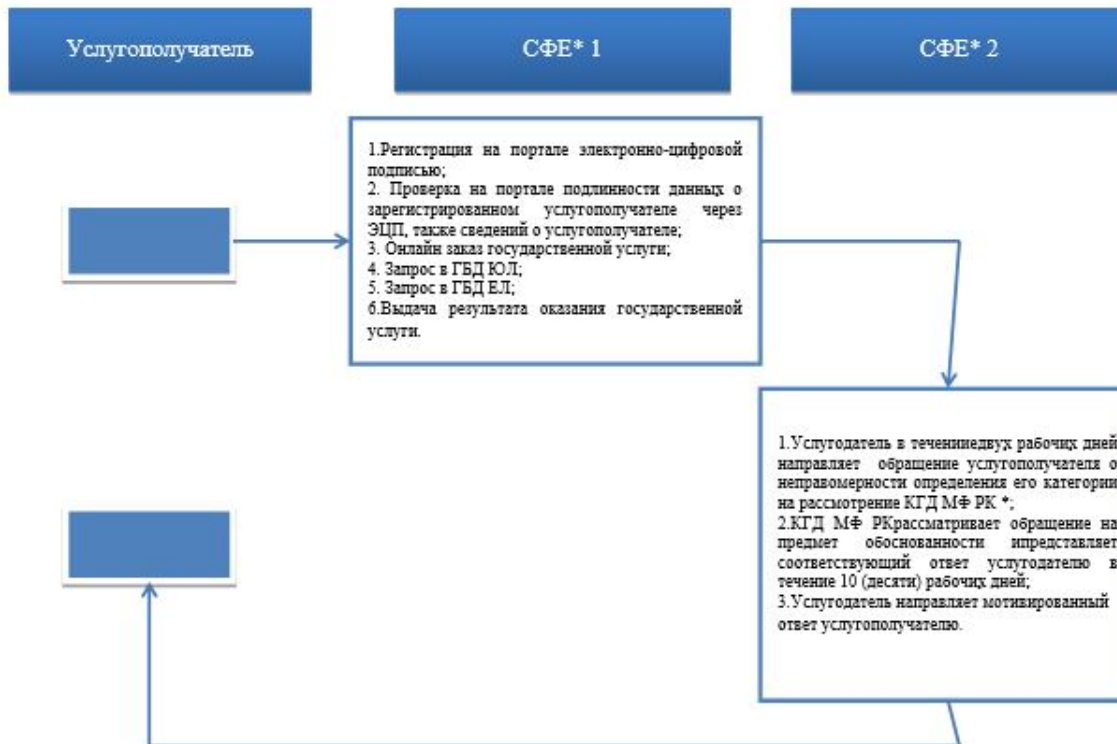 Услугополучатель
СФЕ* 1
СФЕ* 2
1.Регистрация на портале электронно-цифровой
подписью;
2. Проверка на портале подлинности данных о
зарегистрированном услугополучателе через
ЭЦП, также сведений о услугополучателе;
3. Онлайн заказ государственной услуги;
4. Запрос в ГБД ЮЛ;
5. Запрос в ГБД ЕЛ;
6.Выдача результата оказания государственной
услуги.
1.Услугодатель в теченииедвух рабочих дней
направляет обращение услугополучателя о
неправомерности определения его категории
на рассмотрение КГД МФ РК *;
2.КГД МФ РКрассматривает обращение на
предмет обоснованности ипредставляет
соответствующий ответ услугодателю в
течение 10 (десяти) рабочих дней;
3.Услугодатель направляет мотивированный
ответ услугополучателю.